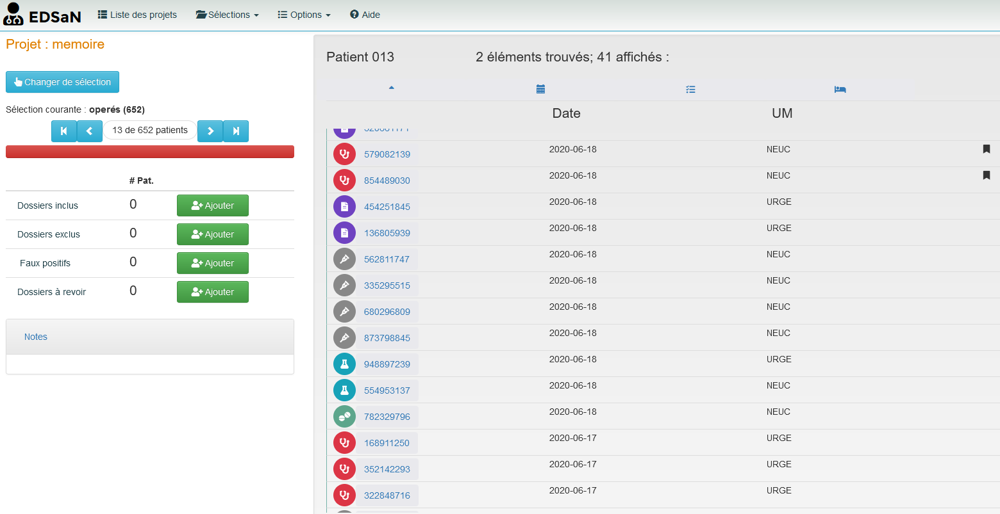 EDSaN Liste des projets Sélections Options Aide
Projet : memoire
Changer de sélection
Sélection courante : operés (652)
13 de 652 patients
# Pat.
Dossiers inclus 0 Ajouter
Dossiers exclus 0 Ajouter
Faux positifs 0 Ajouter
Dossiers à revoir 0 Ajouter
Notes
Patient 013 2 éléments trouvés; 41 affichés :
Date UM
579082139 2020-06-18 NEUC
854489030 2020-06-18 NEUC
454251845 2020-06-18 URGE
136805939 2020-06-18 URGE
562811747 2020-06-18 NEUC
335295515 2020-06-18 NEUC
680296809 2020-06-18 NEUC
873798845 2020-06-18 NEUC
948897239 2020-06-18 URGE
554953137 2020-06-18 NEUC
782329796 2020-06-18 NEUC
168911250 2020-06-17 URGE
352142293 2020-06-17 URGE
322848716 2020-06-17 URGE